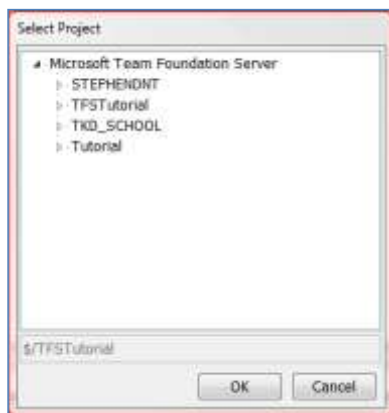 Select Project
Microsoft Team Foundation Server
STEPHENDNT
TFSTutorial
TKD_SCHOOL
Tutorial
$/TFSTutorial
OK
Cancel